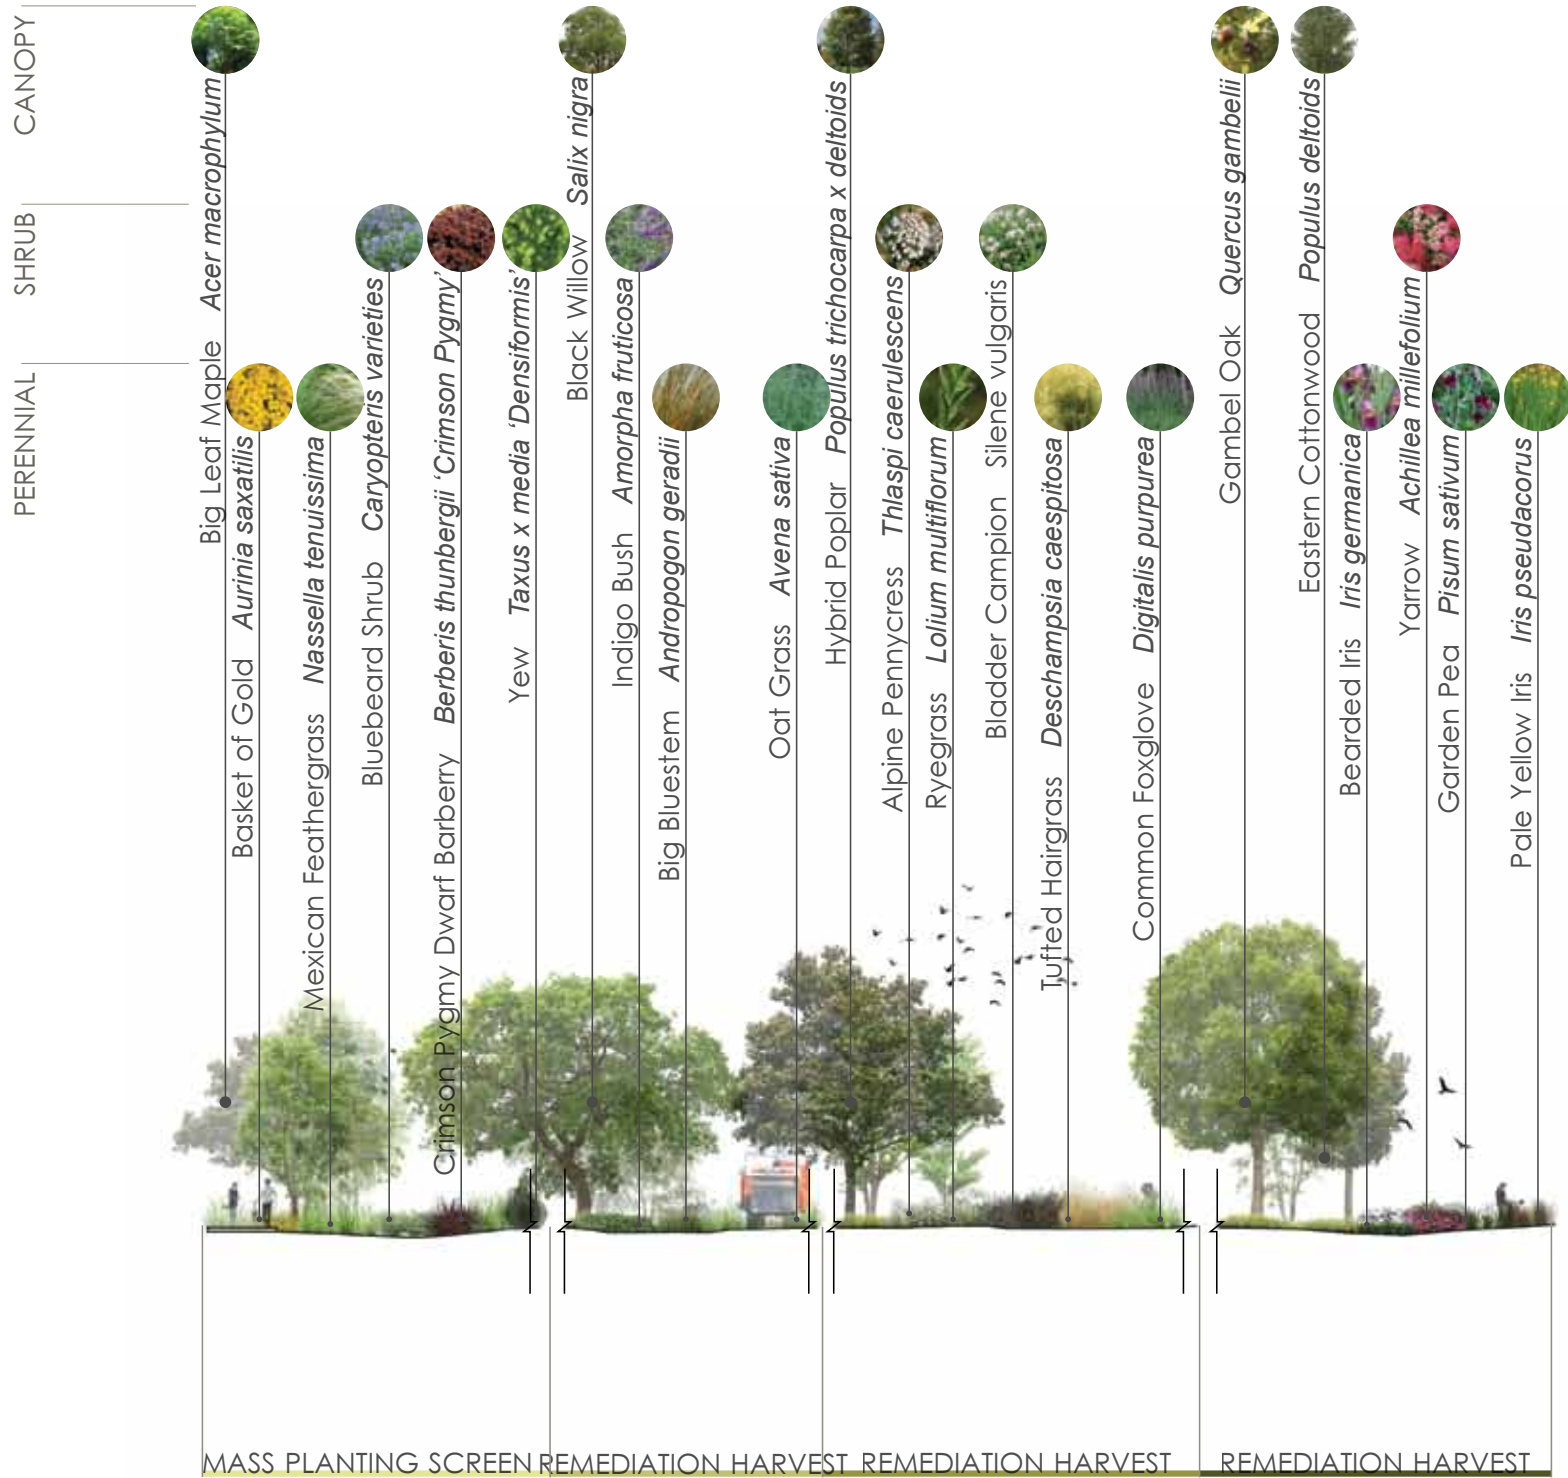 CANOPY
SHRUB
PERENNIAL
Big Leaf Maple Acer macrophylum
Basket of Gold Aurinia saxatilis
Mexican Feathergrass Nassella tenuissima
Bluebeard Shrub Caryopteris varieties
Crimson Pygmy Dwarf Barberry Berberis thunbergii ‘Crimson Pygmy’
Yew Taxus x media ‘Densiformis’
Black Willow Salix nigra
Indigo Bush Amorpha fruticosa
Big Bluestem Andropogon geradii
Oat Grass Avena sativa
Hybrid Poplar Populus trichocarpa x deltoids
Alpine Pennycress Thlaspi caerulescens
Ryegrass Lolium multiflorum
Bladder Campion Silene vulgaris
Tufted Hairgrass Deschampsia caespitosa
Common Foxglove Digitalis purpurea
Gambel Oak Quercus gambelii
Eastern Cottonwood Populus deltoids
Bearded Iris Iris germanica
Yarrow Achillea millefolium
Garden Pea Pisum sativum
Pale Yellow Iris Iris pseudacorus
MASS PLANTING SCREEN
REMEDIATION HARVEST
REMEDIATION HARVEST
REMEDIATION HARVEST